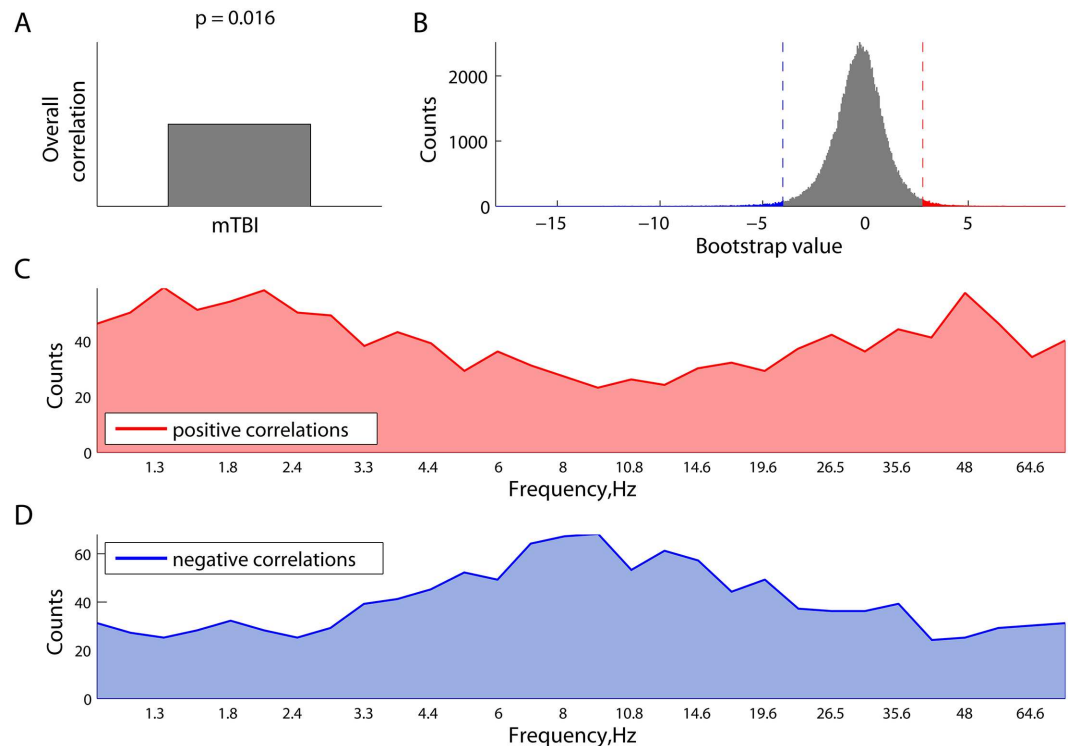 A
p = 0.016
Overall
correlation
mTBI
B
Counts
2000
1000
0
−15 −10 −5 0 5
Bootstrap value
C
Counts
40
20
0
positive correlations
1.3 1.8 2.4 3.3 4.4 6 8 10.8 14.6 19.6 26.5 35.6 48 64.6
Frequency,Hz
D
Counts
60
40
20
0
negative correlations
1.3 1.8 2.4 3.3 4.4 6 8 10.8 14.6 19.6 26.5 35.6 48 64.6
Frequency,Hz